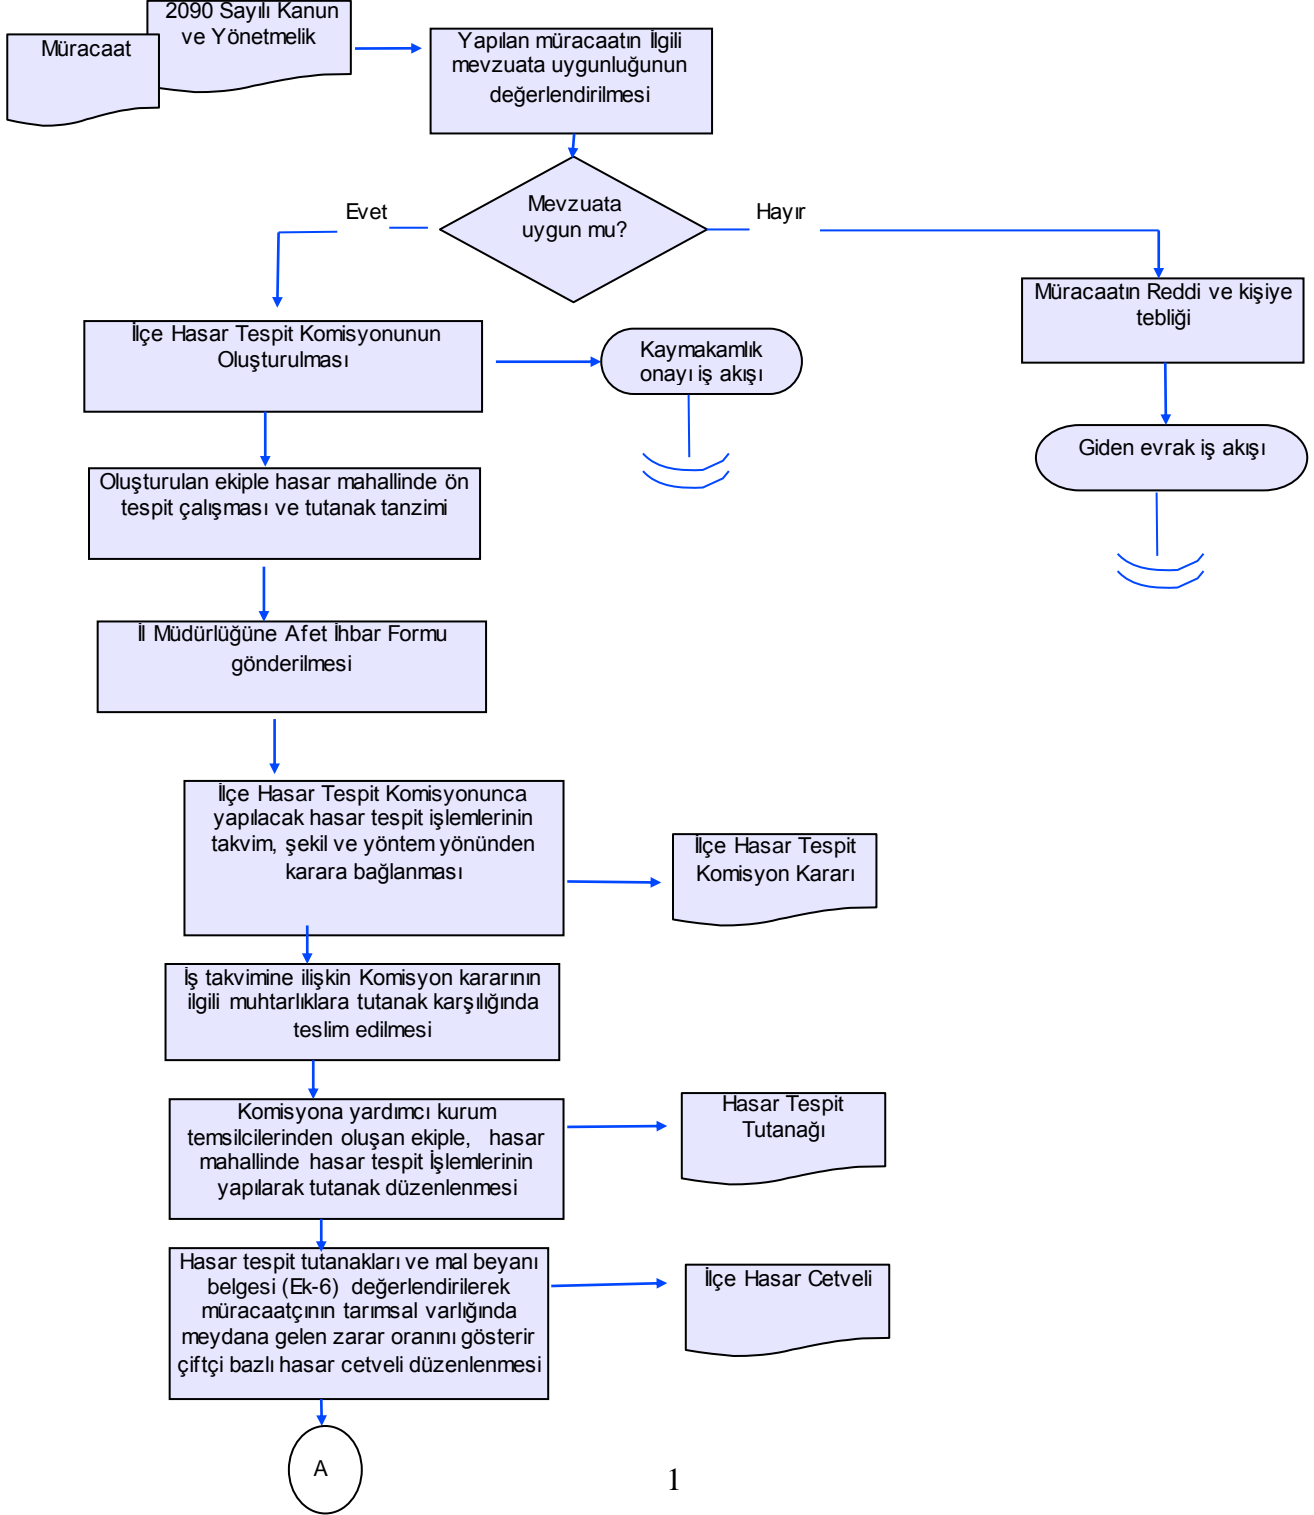 2090 Sayılı Kanun
ve Yönetmelik
Müracaat
Yapılan müracaatın İlgili
mevzuata uygunluğunun
değerlendirilmesi
Mevzuata
uygun mu?
Evet
Hayır
Müracaatın Reddi ve kişiye
tebliği
İlçe Hasar Tespit Komisyonunun
Oluşturulması
Kaymakamlık
onayı iş akışı
Giden evrak iş akışı
Oluşturulan ekiple hasar mahallinde ön
tespit çalışması ve tutanak tanzimi
İl Müdürlüğüne Afet İhbar Formu
gönderilmesi
İlçe Hasar Tespit Komisyonunca
yapılacak hasar tespit işlemlerinin
takvim, şekil ve yöntem yönünden
karara bağlanması
İlçe Hasar Tespit
Komisyon Kararı
İş takvimine ilişkin Komisyon kararının
ilgili muhtarlıklara tutanak karşılığında
teslim edilmesi
Komisyona yardımcı kurum
temsilcilerinden oluşan ekiple, hasar
mahallinde hasar tespit İşlemlerinin
yapılarak tutanak düzenlenmesi
Hasar Tespit
Tutanağı
Hasar tespit tutanakları ve mal beyanı
belgesi (Ek-6) değerlendirilerek
müracaatçının tarımsal varlığında
meydana gelen zarar oranını gösterir
çiftçi bazlı hasar cetveli düzenlenmesi
İlçe Hasar Cetveli
A
1